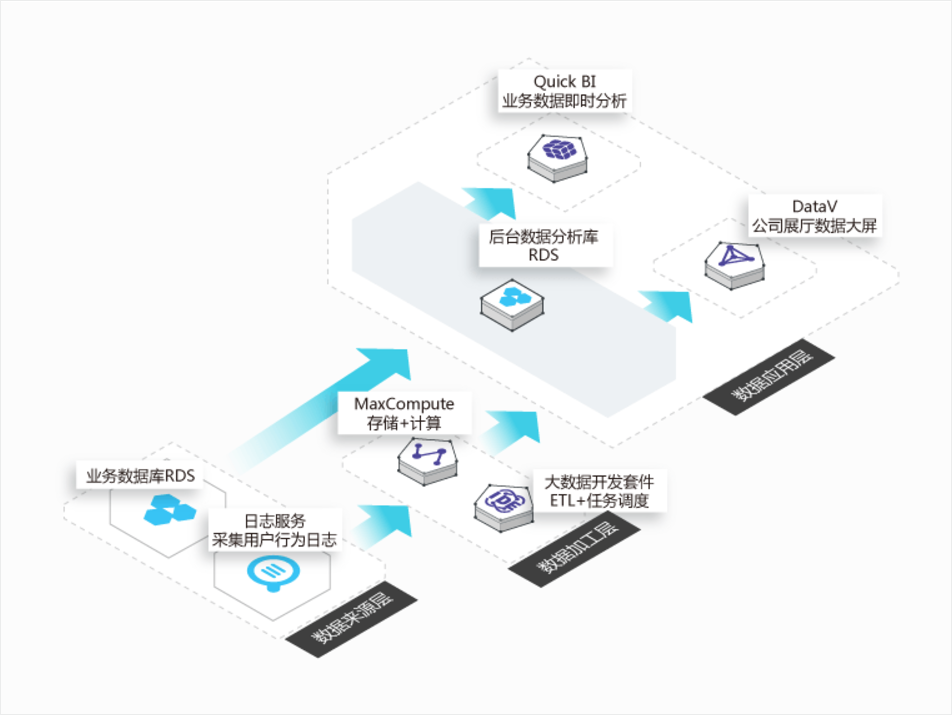 Quick BI
业务数据即时分析
DataV
公司展厅数据大屏
后台数据分析库
RDS
数据应用层
MaxCompute
存储+计算
大数据开发套件
ETL+任务调度
数据加工层
业务数据库RDS
日志服务
采集用户行为日志
数据来源层